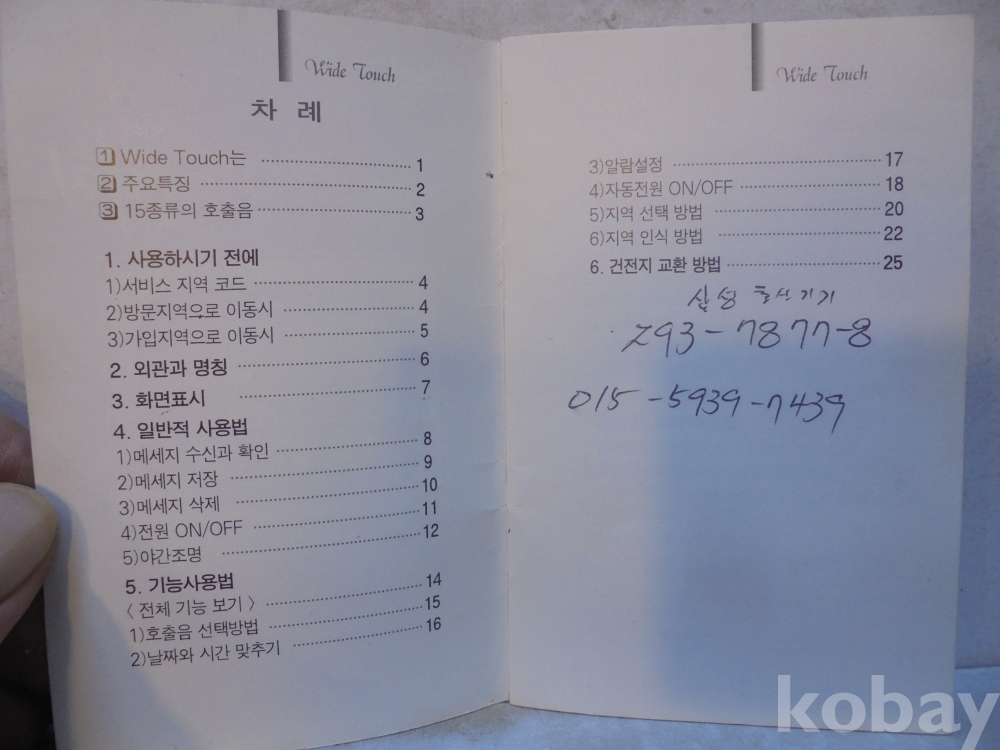 Wide Touch
차 례
1 Wide Touch는 1
2 주요특징 2
3 15종류의 호출음 3
1. 사용하시기 전에
1)서비스 지역 코드 4
2)방문지역으로 이동시 4
3)가입지역으로 이동시 5
2. 외관과 명칭 6
3. 화면표시 7
4. 일반적 사용법
1)메세지 수신과 확인 8
2)메세지 저장 9
3)메세지 삭제 10
4)전원 ON/OFF 11
5)야간조명 12
5. 기능사용법
〈 전체 기능 보기 〉 14
1)호출음 선택방법 15
2)날짜와 시간 맞추기 16
Wide Touch
3)알람설정 17
4)자동전원 ON/OFF 18
5)지역 선택 방법 20
6)지역 인식 방법 22
6. 건전지 교환 방법 25
293-7877-8
015-5939-7439
kobay